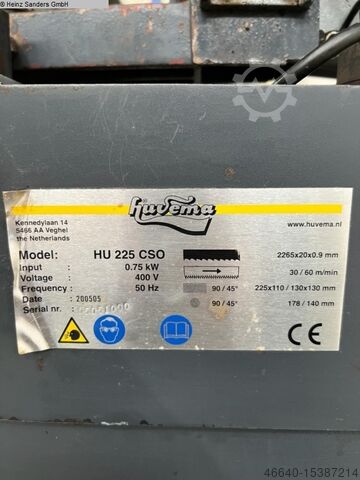 © Heinz Sanders GmbH
huvema
Kennedylaan 14
5466 AA Veghel
the Netherlands
www.huvema.nl
Model: HU 225 CSO 2265x20x0.9 mm
Input : 0.75 kW 30 / 60 m/min
Voltage : 400 V
Frequency : 50 Hz 90 / 45° 225x110 / 130x130 mm
Date : 200505
Serial nr. : 90 / 45° 178 / 140 mm
46640-15387214